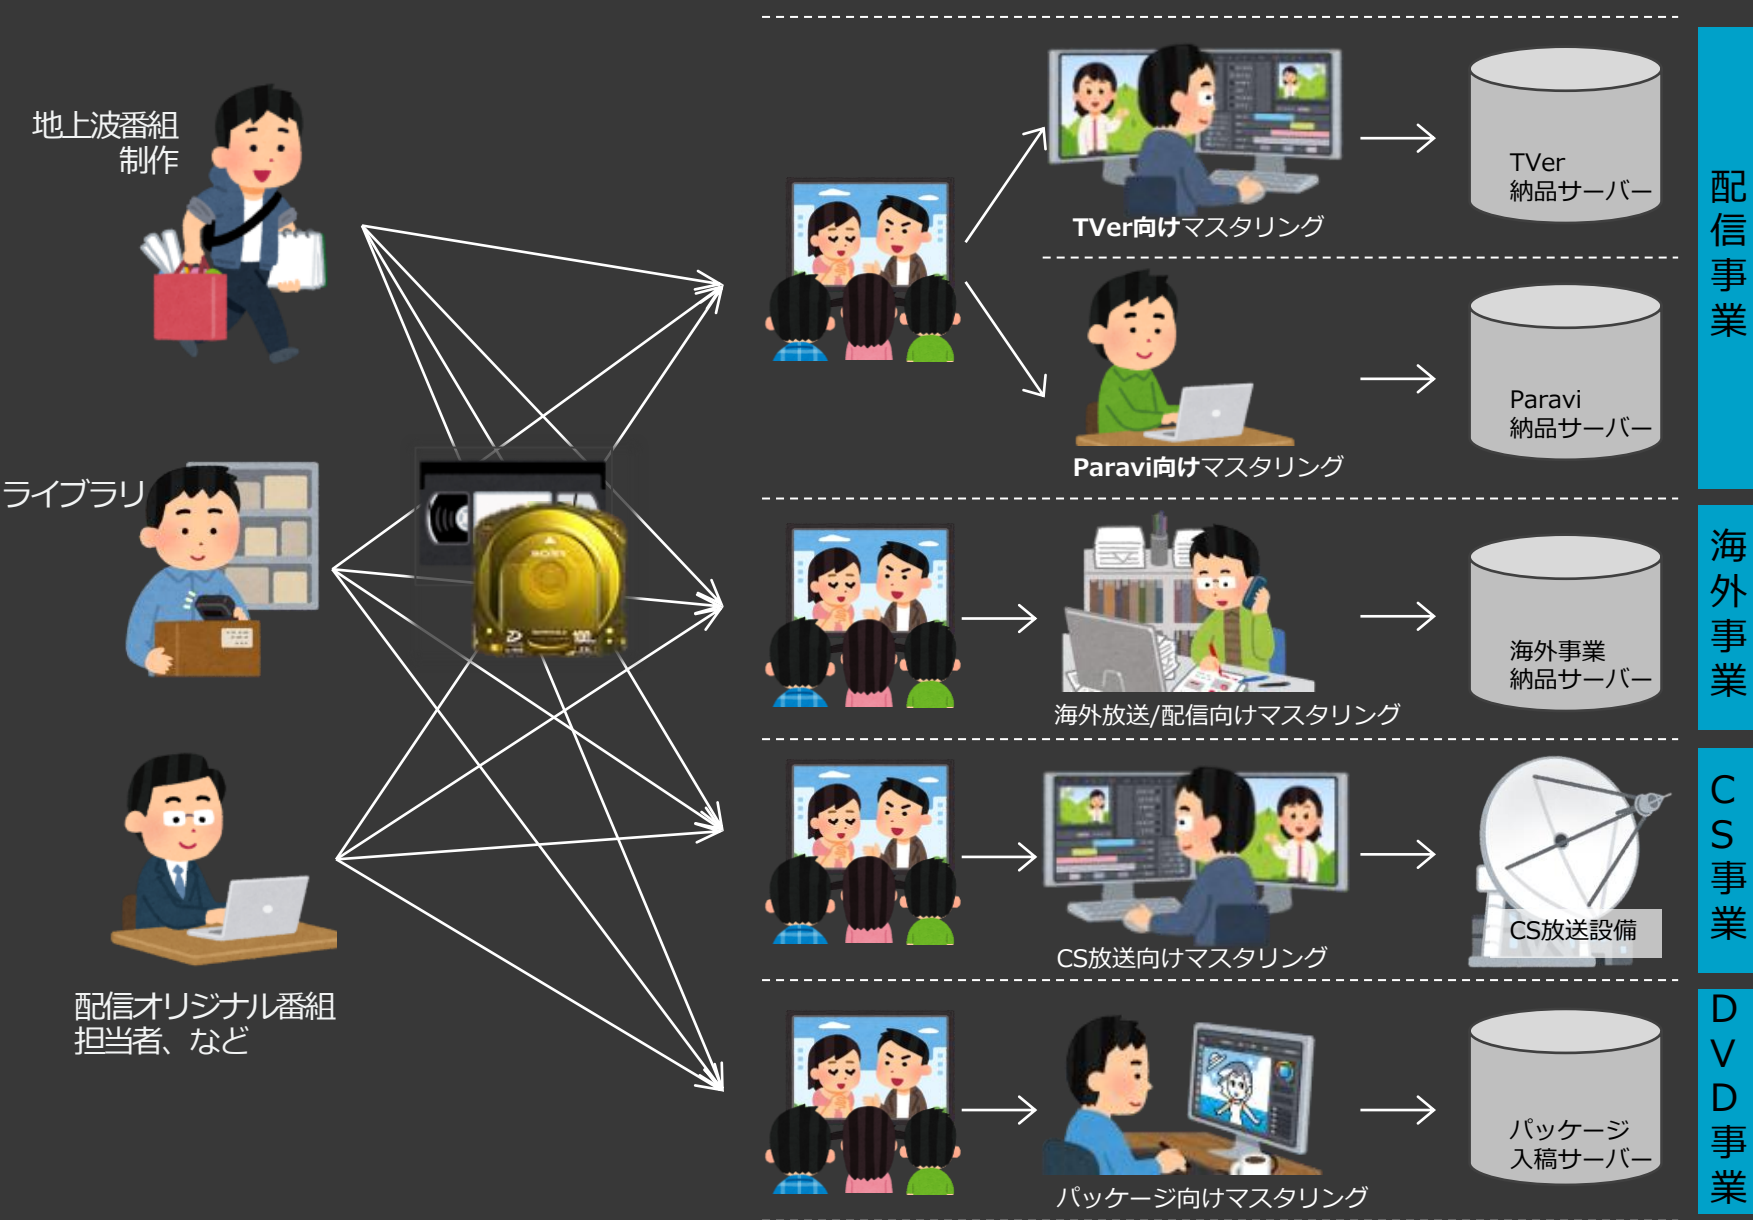 地上波番組
制作
ライブラリ
配信オリジナル番組
担当者、など
SONY
TVer向けマスタリング
TVer
納品サーバー
Paravi向けマスタリング
Paravi
納品サーバー
配信事業
海外放送/配信向けマスタリング
海外事業
納品サーバー
海外事業
CS放送向けマスタリング
CS放送設備
CS事業
パッケージ向けマスタリング
パッケージ
入稿サーバー
DVD事業